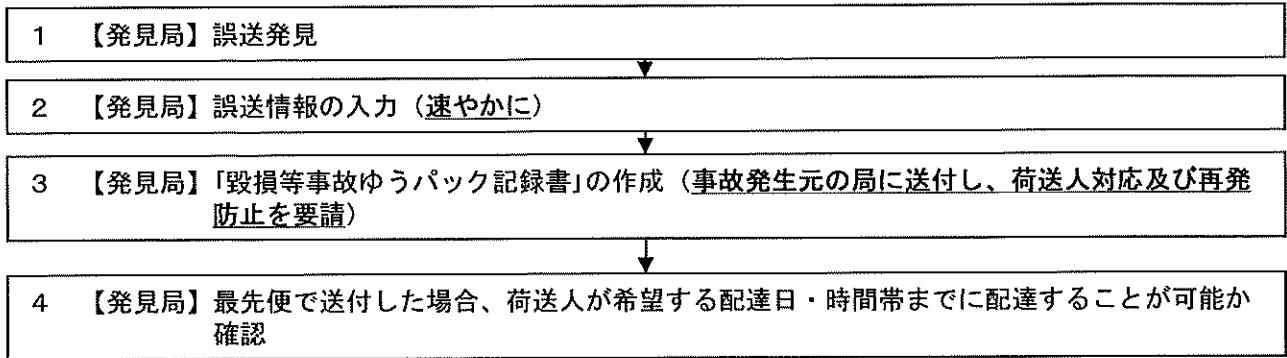 1 【発見局】誤送発見
2 【発見局】誤送情報の入力（速やかに）
3 【発見局】「毀損等事故ゆうパック記録書」の作成（事故発生元の局に送付し、荷送人対応及び再発
防止を要請）
4 【発見局】最先便で送付した場合、荷送人が希望する配達日・時間帯までに配達することが可能か
確認